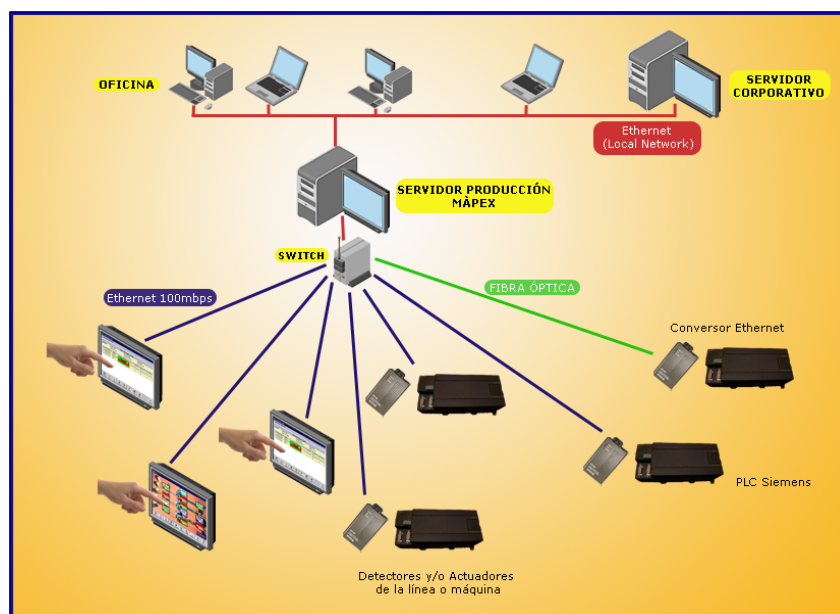 OFICINA
SERVIDOR
CORPORATIVO
Ethernet
(Local Network)
SERVIDOR PRODUCCIÓN
MÀPEX
SWITCH
Ethernet 100mbps
FIBRA ÓPTICA
Conversor Ethernet
PLC Siemens
Detectores y/o Actuadores
de la línea o máquina